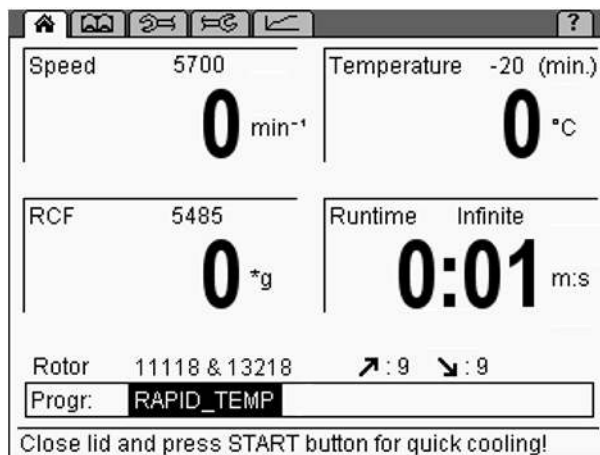 ?
Speed 5700
0 min⁻¹
Temperature -20 (min.)
0 °C
RCF 5485
0 *g
Runtime Infinite
0:01 m:s
Rotor 11118 & 13218 ↗ : 9 ↘ : 9
Progr: RAPID_TEMP
Close lid and press START button for quick cooling!